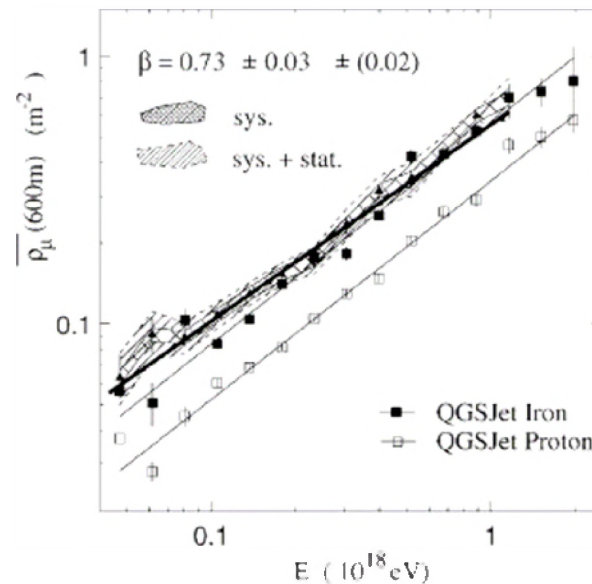 1
β = 0.73 ± 0.03 ± (0.02)
sys.
sys. + stat.
ρμ (600m) (m⁻²)
0.1
QGSJet Iron
QGSJet Proton
0.1
1
E (10¹⁸ eV)